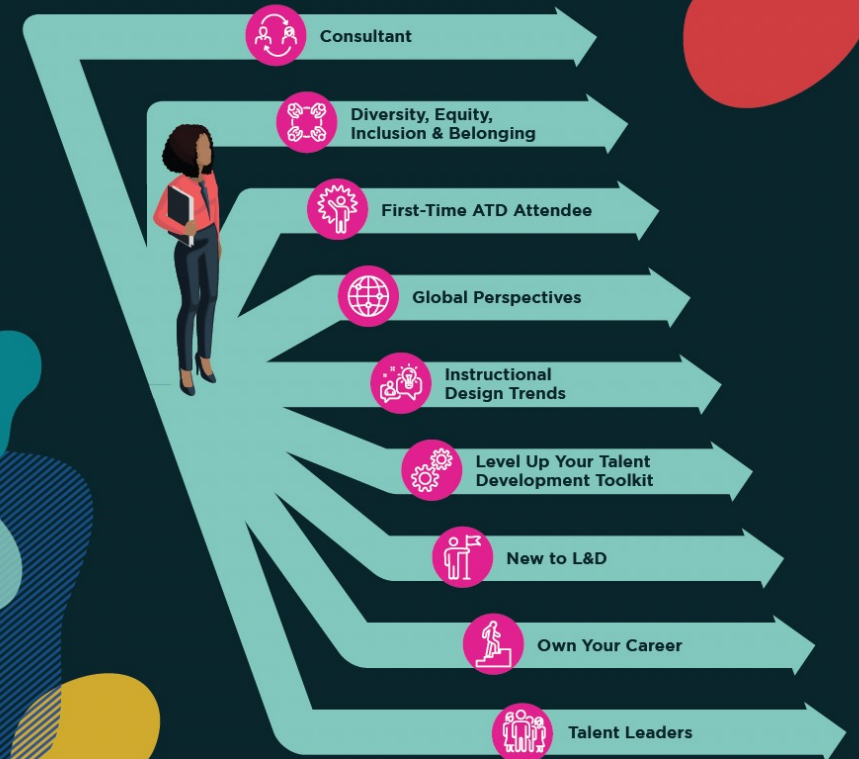 Consultant
Diversity, Equity,
Inclusion & Belonging
First-Time ATD Attendee
Global Perspectives
Instructional
Design Trends
Level Up Your Talent
Development Toolkit
New to L&D
Own Your Career
Talent Leaders